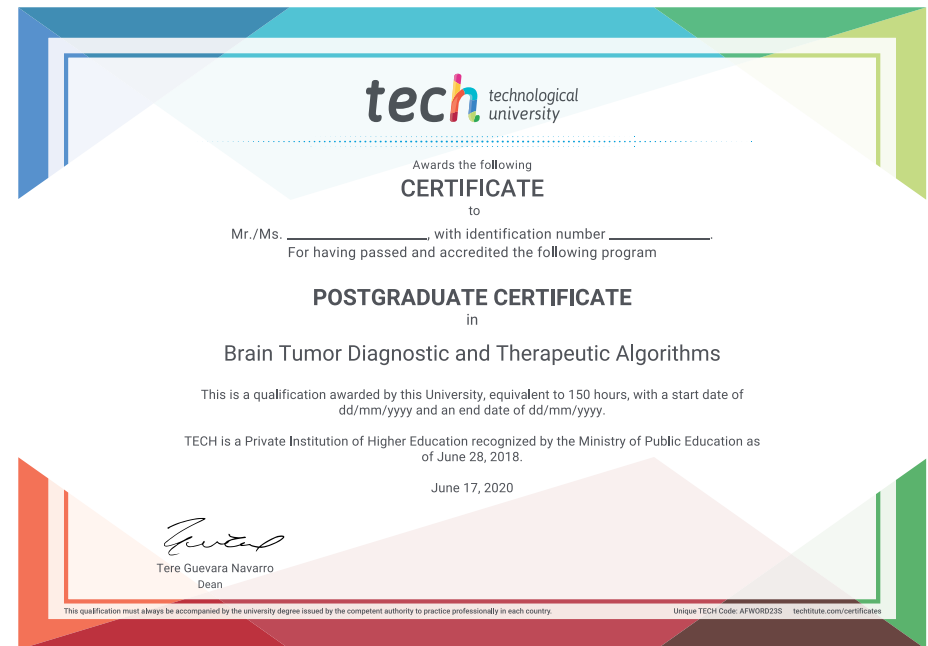 tech technological
university
Awards the following
CERTIFICATE
to
Mr./Ms. ____________________, with identification number ______________.
For having passed and accredited the following program
POSTGRADUATE CERTIFICATE
in
Brain Tumor Diagnostic and Therapeutic Algorithms
This is a qualification awarded by this University, equivalent to 150 hours, with a start date of
dd/mm/yyyy and an end date of dd/mm/yyyy.
TECH is a Private Institution of Higher Education recognized by the Ministry of Public Education as
of June 28, 2018.
June 17, 2020
Tere Guevara Navarro
Dean
This qualification must always be accompanied by the university degree issued by the competent authority to practice professionally in each country.
Unique TECH Code: AFWORD23S techtitute.com/certificates